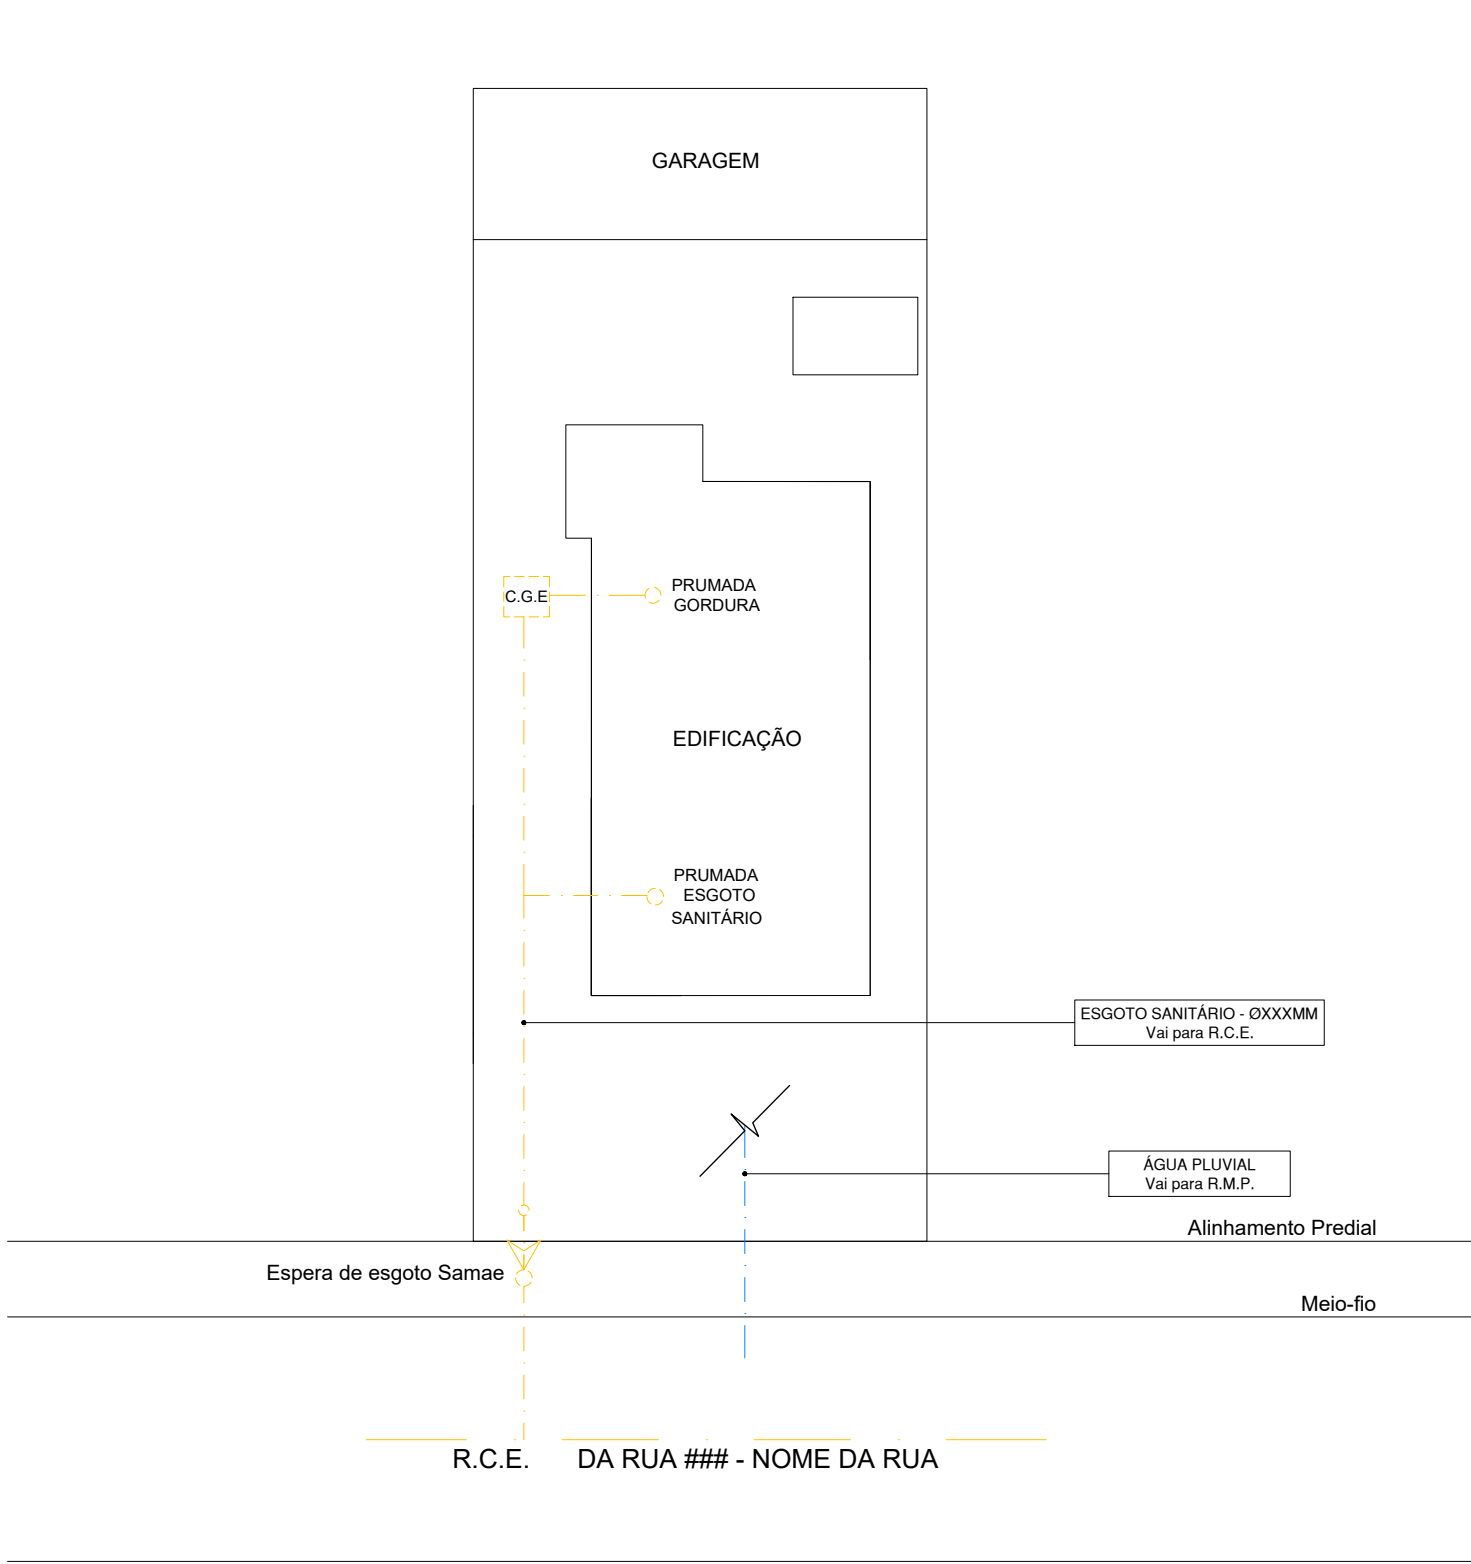 GARAGEM
PRUMADA
GORDURA
C.G.E
EDIFICAÇÃO
PRUMADA
ESGOTO
SANITÁRIO
ESGOTO SANITÁRIO - ØXXXMM
Vai para R.C.E.
ÁGUA PLUVIAL
Vai para R.M.P.
Alinhamento Predial
Espera de esgoto Samae
Meio-fio
R.C.E. DA RUA ### - NOME DA RUA